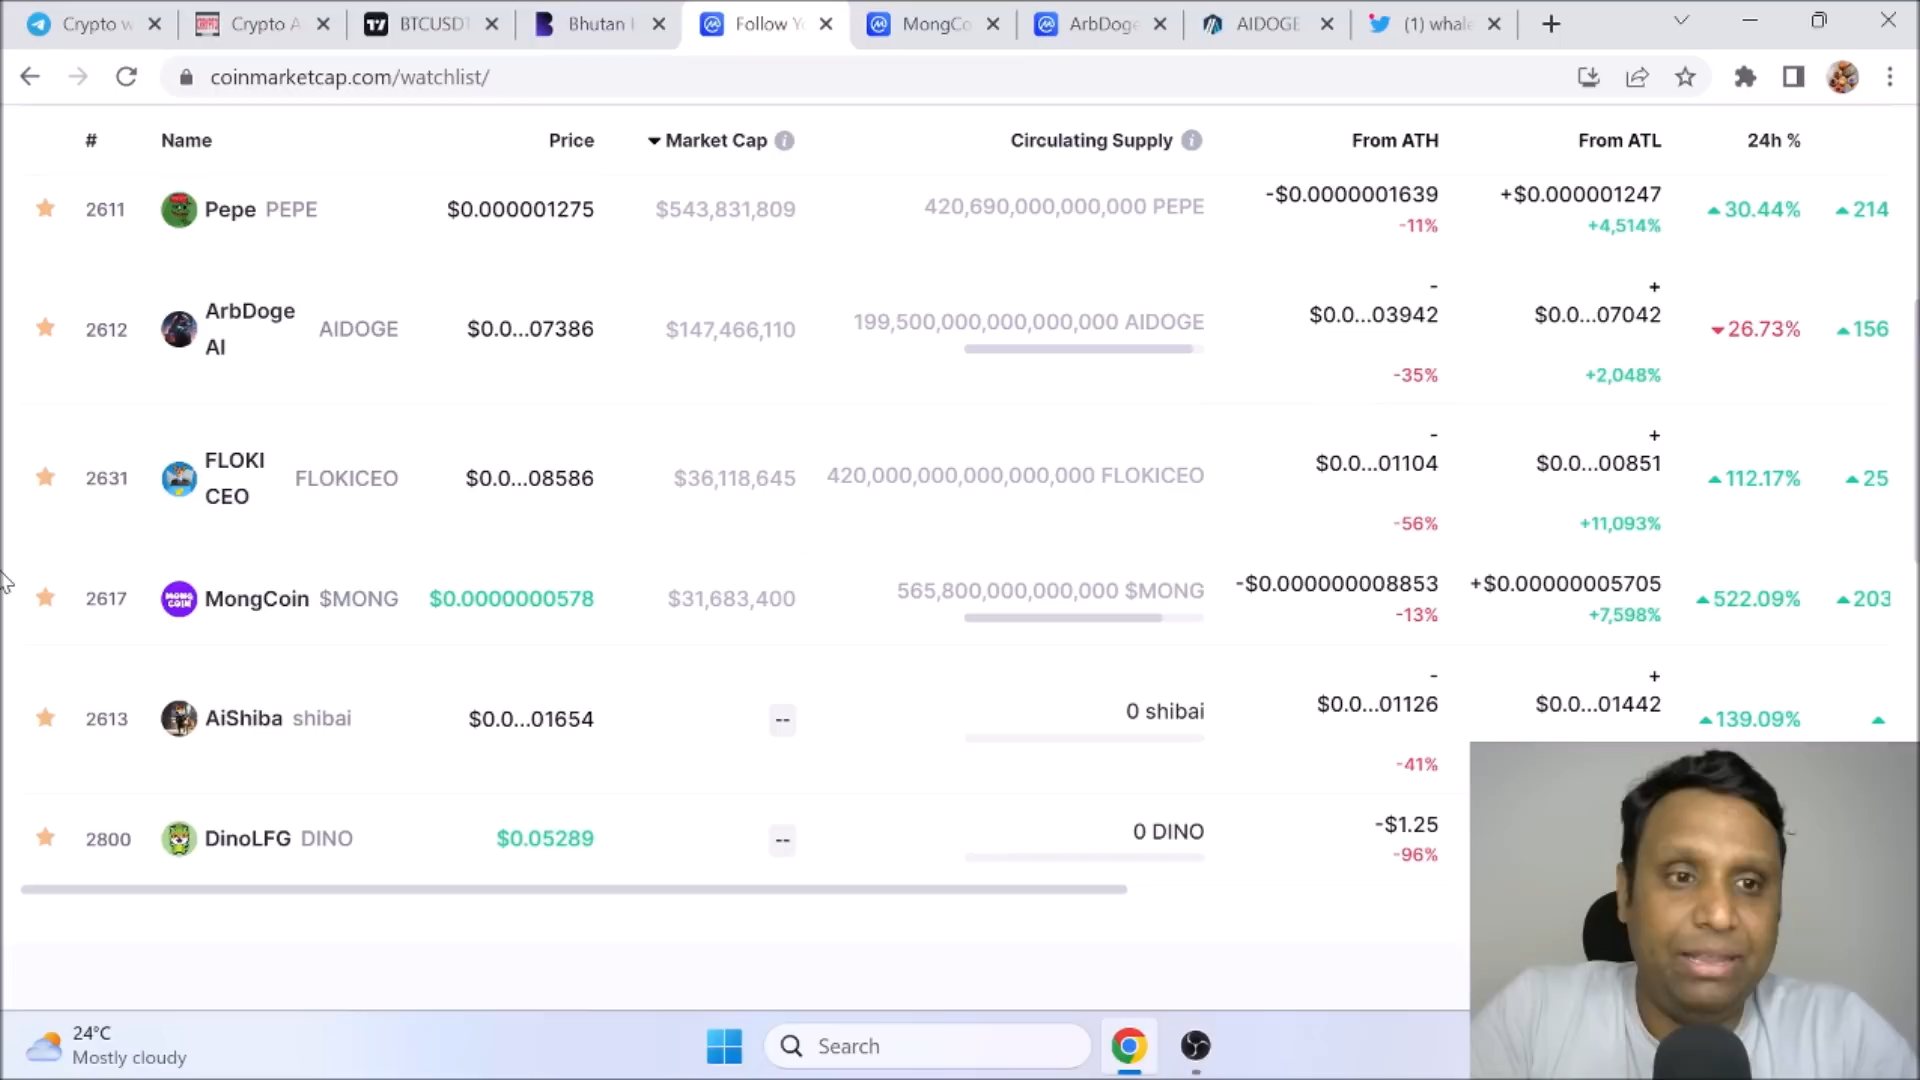 Crypto w
Crypto A
BTCUSDT
Bhutan
Follow Y
MongCo
ArbDoge
AIDOGE
(1) whale
coinmarketcap.com/watchlist/
# Name Price Market Cap Circulating Supply From ATH From ATL 24h %
2611 Pepe PEPE $0.000001275 $543,831,809 420,690,000,000,000 PEPE -$0.0000001639 +$0.000001247 30.44% 214
-11% +4,514%
2612 ArbDoge AI AIDOGE $0.0...07386 $147,466,110 199,500,000,000,000,000 AIDOGE - $0.0...03942 + $0.0...07042 26.73% 156
-35% +2,048%
2631 FLOKI CEO FLOKICEO $0.0...08586 $36,118,645 420,000,000,000,000,000 FLOKICEO - $0.0...01104 + $0.0...00851 112.17% 25
-56% +11,093%
2617 MONG COIN MongCoin $MONG $0.0000000578 $31,683,400 565,800,000,000,000 $MONG -$0.000000008853 +$0.00000005705 522.09% 203
-13% +7,598%
2613 AiShiba shibai $0.0...01654 -- 0 shibai - $0.0...01126 + $0.0...01442 139.09%
-41%
2800 DinoLFG DINO $0.05289 -- 0 DINO -$1.25
-96%
24°C
Mostly cloudy
Search